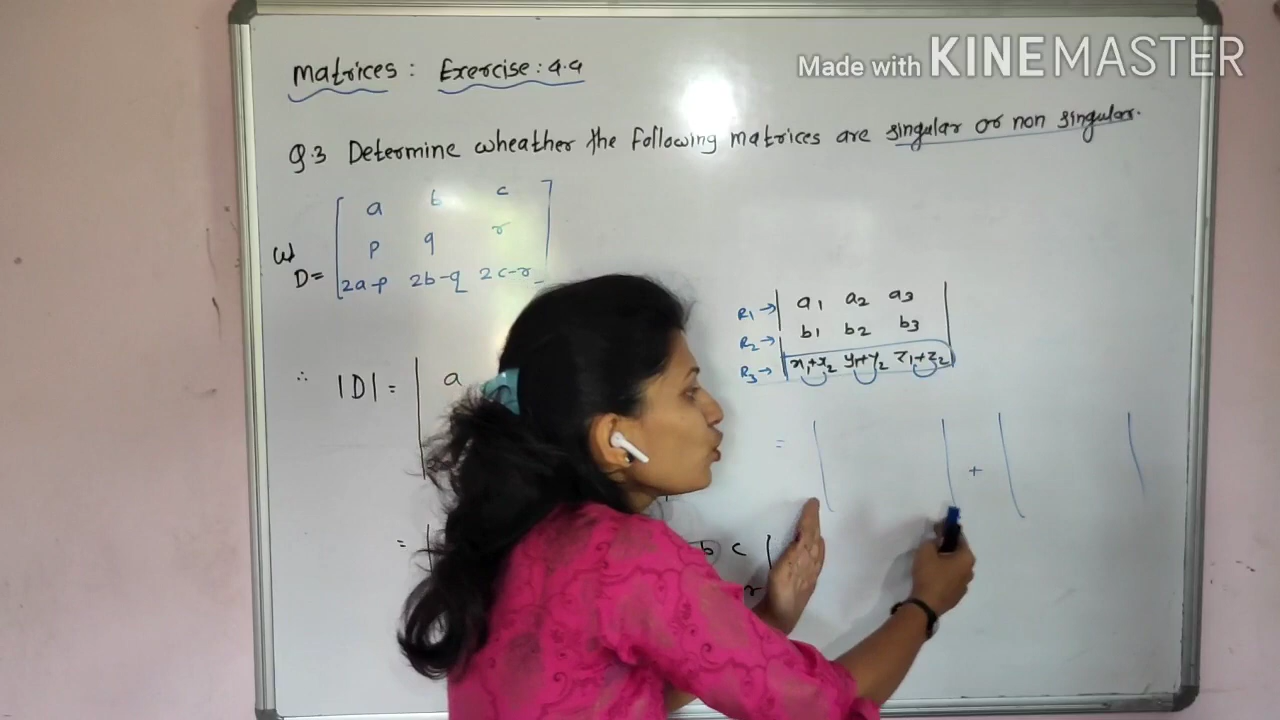 Made with KINEMASTER
Matrices : Exercise : 4.4
Q.3 Determine wheather the following matrices are singular or non singular.
a b c
p q r
D = 2a-p 2b-q 2c-r
R1 → a1 a2 a3
R2 → b1 b2 b3
R3 → x1+x2 y1+y2 z1+z2
∴ |D| = | a
= | | + | |
= | b c |
r